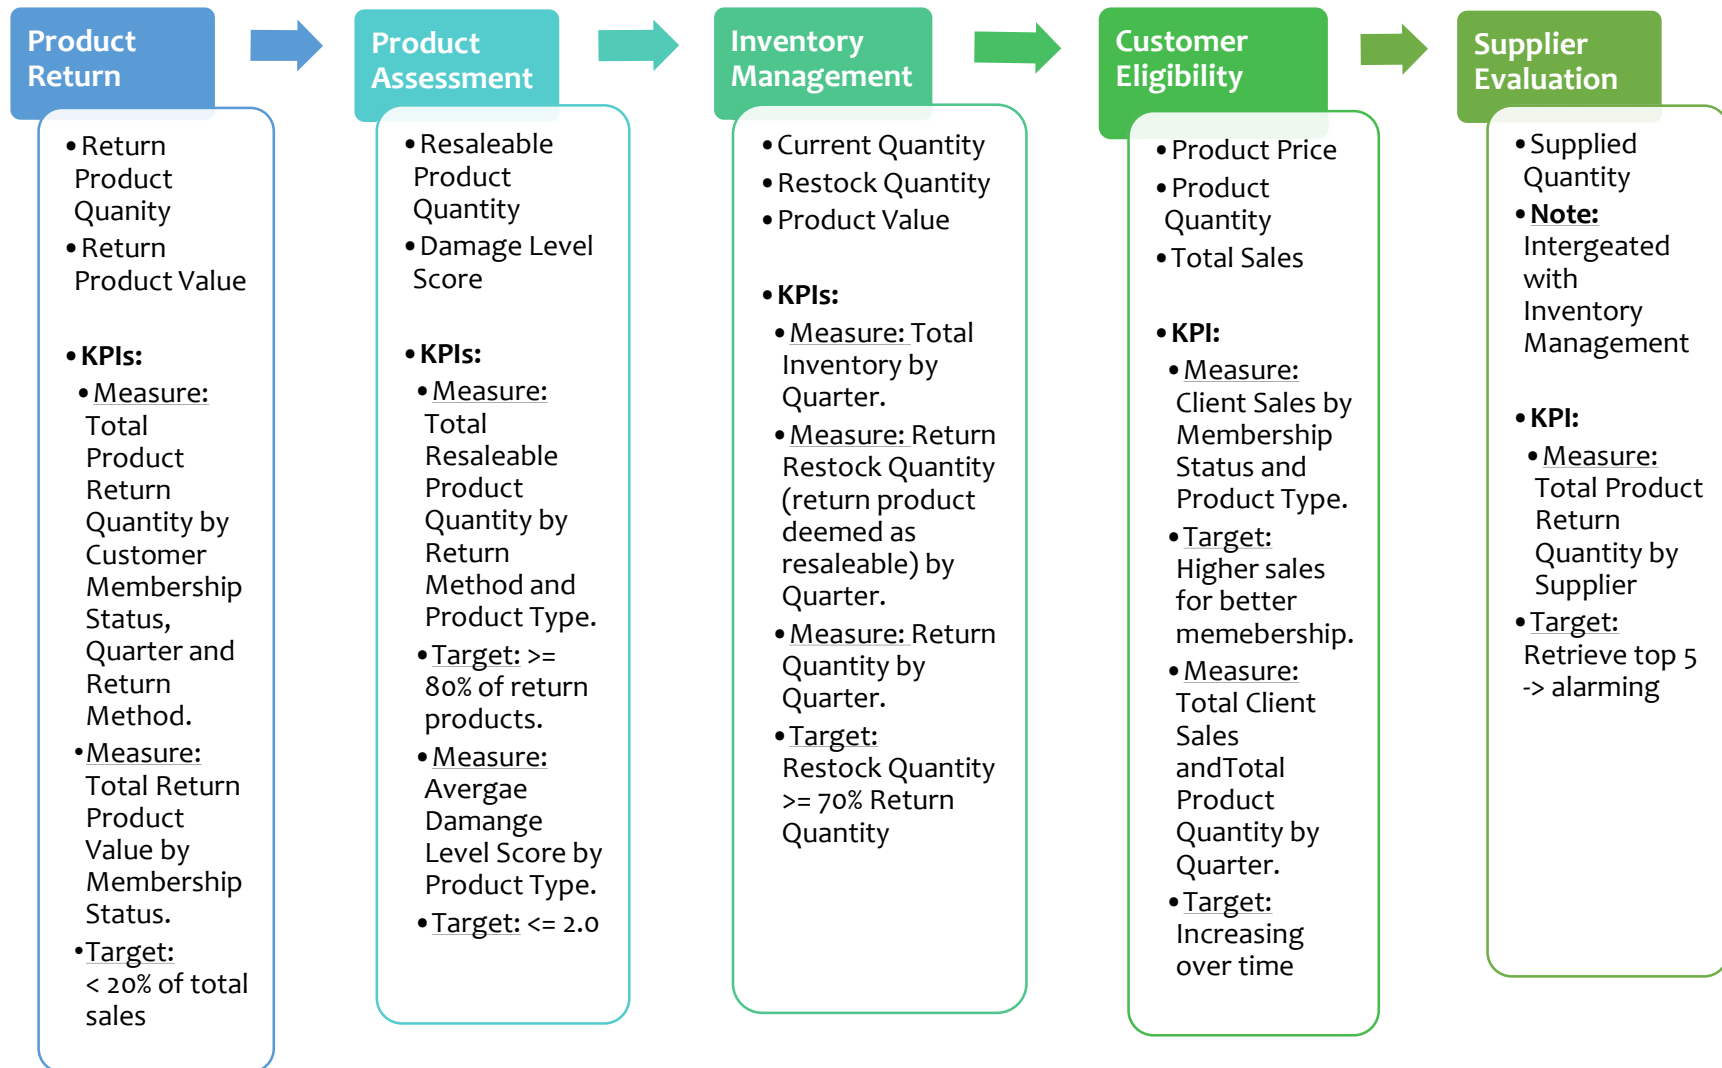 Product
Return
• Return
Product
Quanity
• Return
Product Value
• KPIs:
• Measure:
Total
Product
Return
Quantity by
Customer
Membership
Status,
Quarter and
Return
Method.
• Measure:
Total Return
Product
Value by
Membership
Status.
• Target:
< 20% of total
sales
Product
Assessment
• Resaleable
Product
Quantity
• Damage Level
Score
• KPIs:
• Measure:
Total
Resaleable
Product
Quantity by
Return
Method and
Product Type.
• Target: >=
80% of return
products.
• Measure:
Avergae
Damange
Level Score by
Product Type.
• Target: <= 2.0
Inventory
Management
• Current Quantity
• Restock Quantity
• Product Value
• KPIs:
• Measure: Total
Inventory by
Quarter.
• Measure: Return
Restock Quantity
(return product
deemed as
resaleable) by
Quarter.
• Measure: Return
Quantity by
Quarter.
• Target:
Restock Quantity
>= 70% Return
Quantity
Customer
Eligibility
• Product Price
• Product
Quantity
• Total Sales
• KPI:
• Measure:
Client Sales by
Membership
Status and
Product Type.
• Target:
Higher sales
for better
memebership.
• Measure:
Total Client
Sales
andTotal
Product
Quantity by
Quarter.
• Target:
Increasing
over time
Supplier
Evaluation
• Supplied
Quantity
• Note:
Intergeated
with
Inventory
Management
• KPI:
• Measure:
Total Product
Return
Quantity by
Supplier
• Target:
Retrieve top 5
-> alarming